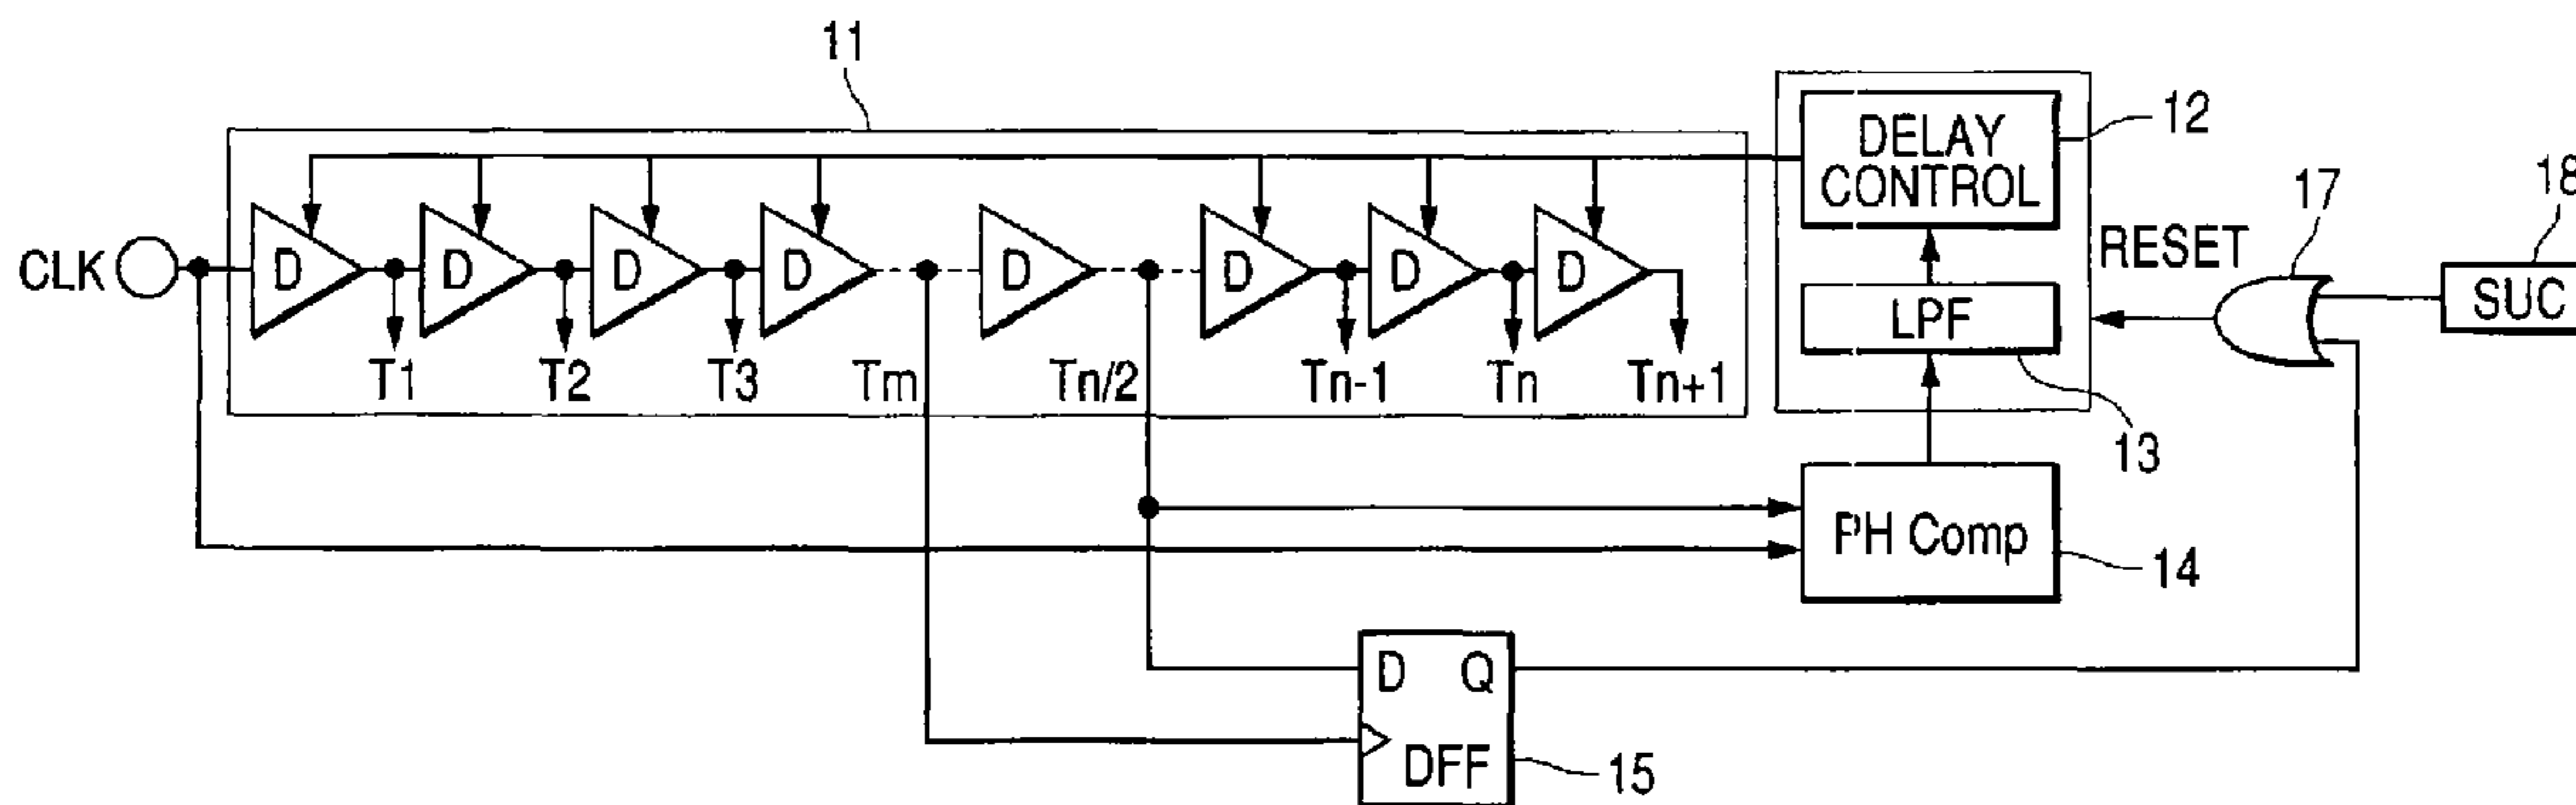 11
12
DELAY
CONTROL
17
18
RESET
CLK
D D D D D D D D
SUC
LPF
T1 T2 T3 Tm Tn/2 Tn-1 Tn Tn+1
13
PH Comp
14
D Q
DFF
15